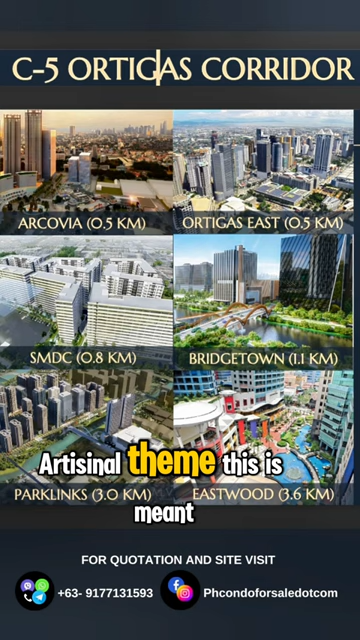 C-5 ORTIGAS CORRIDOR
ARCOVIA (0.5 KM)
ORTIGAS EAST (0.5 KM)
SMDC (0.8 KM)
BRIDGETOWN (1.1 KM)
Artisinal theme this is
PARKLINKS (3.0 KM)
EASTWOOD (3.6 KM)
meant
FOR QUOTATION AND SITE VISIT
+63- 9177131593
Phcondoforsaledotcom